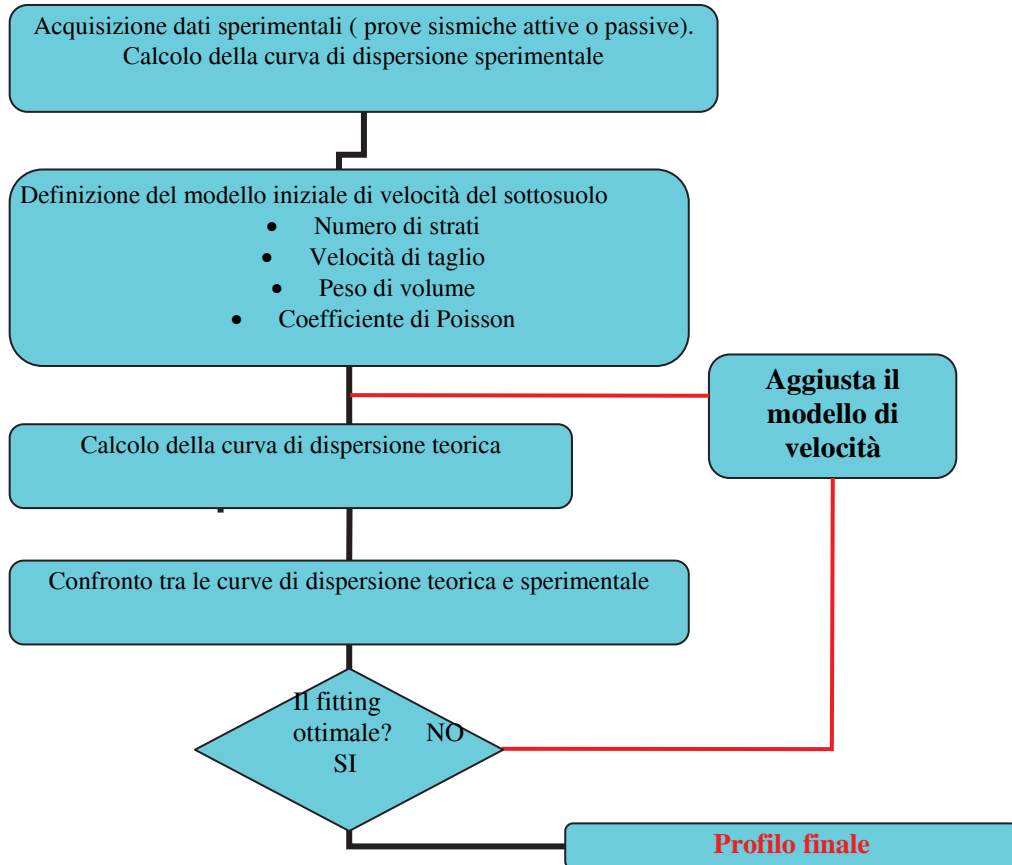 Acquisizione dati sperimentali ( prove sismiche attive o passive).
Calcolo della curva di dispersione sperimentale
Definizione del modello iniziale di velocità del sottosuolo
• Numero di strati
• Velocità di taglio
• Peso di volume
• Coefficiente di Poisson
Aggiusta il
modello di
velocità
Calcolo della curva di dispersione teorica
Confronto tra le curve di dispersione teorica e sperimentale
Il fitting
ottimale? NO
SI
Profilo finale